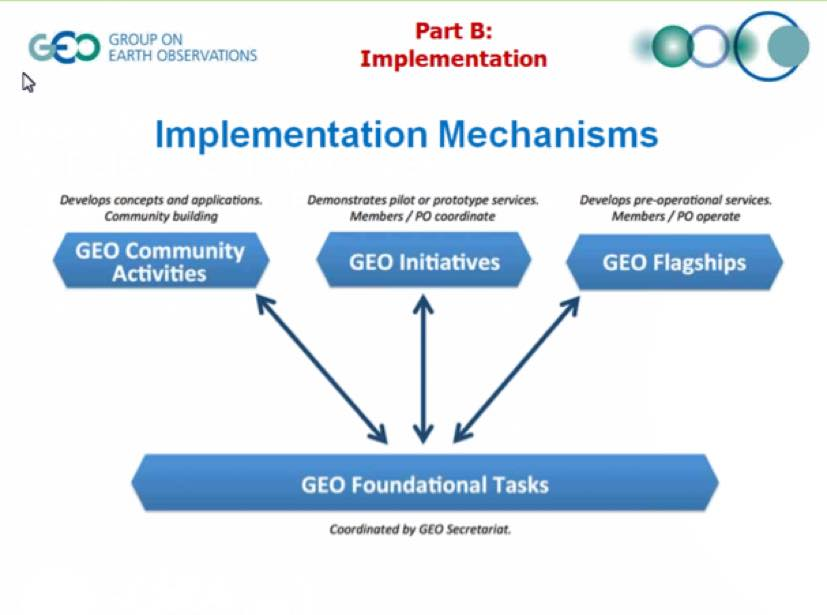 GEO GROUP ON
EARTH OBSERVATIONS
Part B:
Implementation
Implementation Mechanisms
Develops concepts and applications.
Community building
Demonstrates pilot or prototype services.
Members / PO coordinate
Develops pre-operational services.
Members / PO operate
GEO Community
Activities
GEO Initiatives
GEO Flagships
GEO Foundational Tasks
Coordinated by GEO Secretariat.